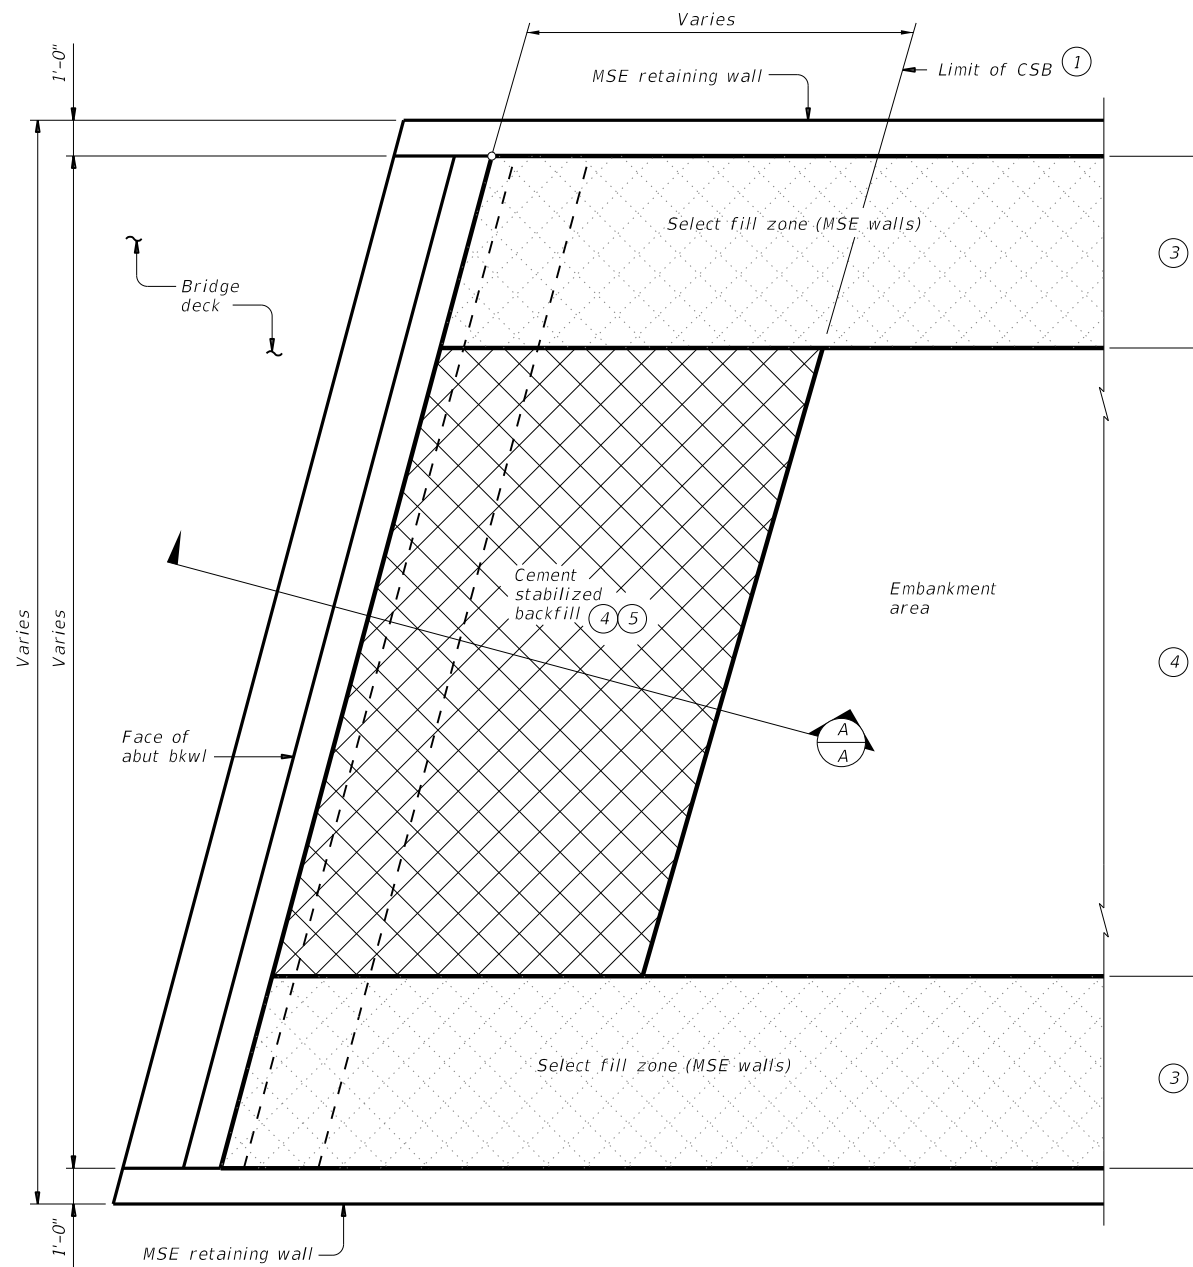 Varies
1'-0"
MSE retaining wall
Limit of CSB 1
Select fill zone (MSE walls)
3
Bridge
deck
Cement
stabilized
backfill 4 5
Embankment
area
Varies
Varies
4
Face of
abut bkwl
A
A
Select fill zone (MSE walls)
3
1'-0"
MSE retaining wall